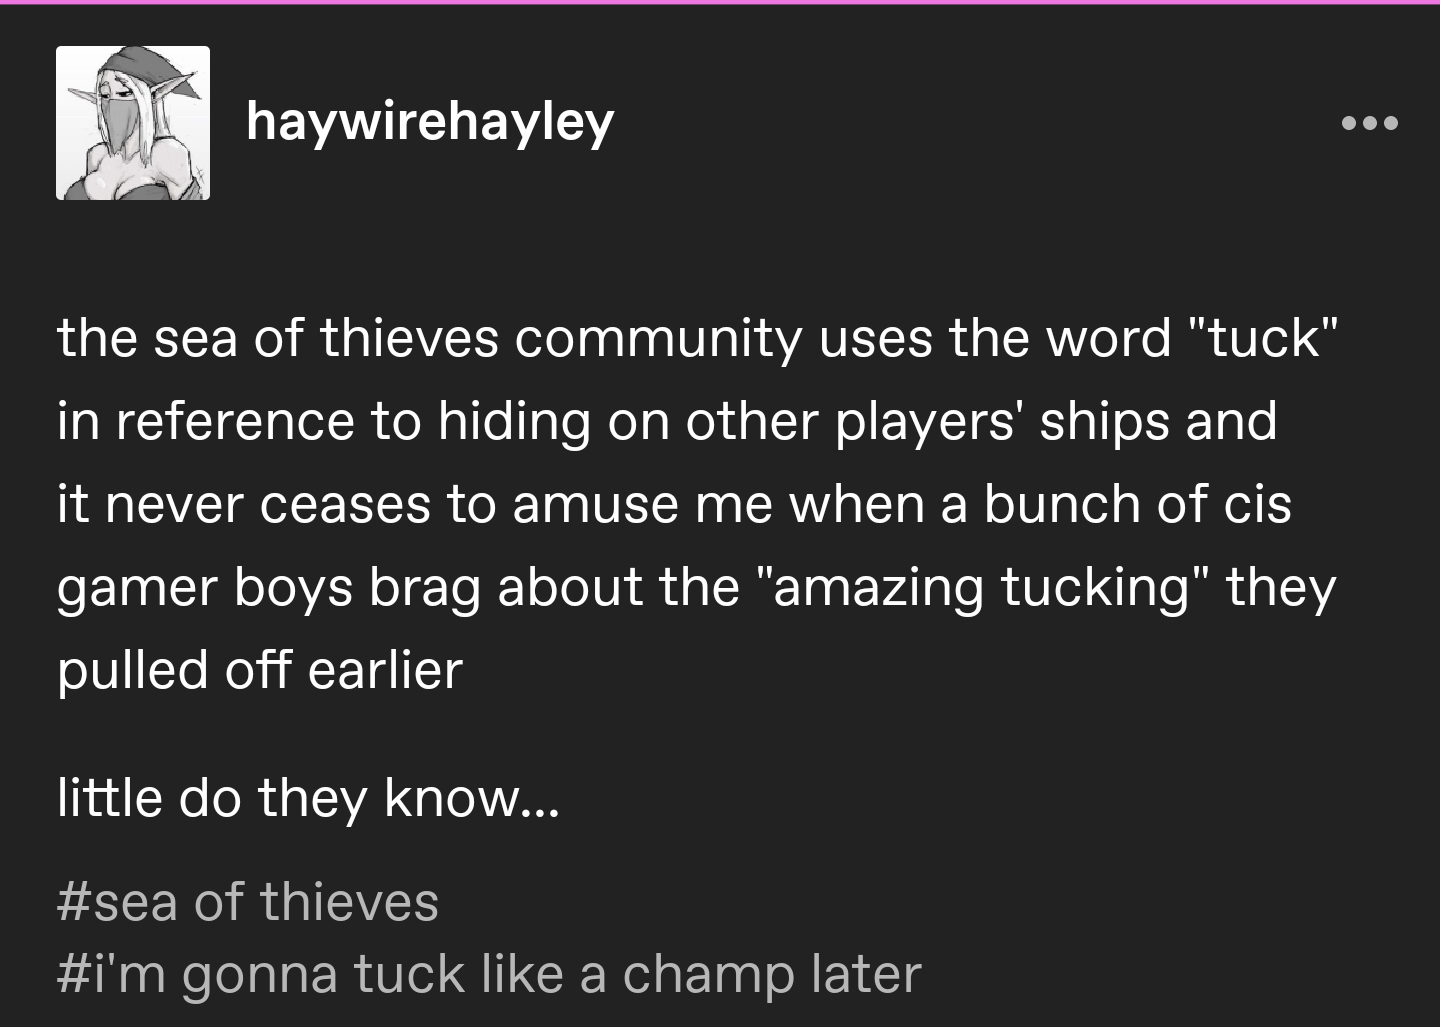 haywirehayley
the sea of thieves community uses the word "tuck"
in reference to hiding on other players' ships and
it never ceases to amuse me when a bunch of cis
gamer boys brag about the "amazing tucking" they
pulled off earlier
little do they know...
#sea of thieves
#i'm gonna tuck like a champ later